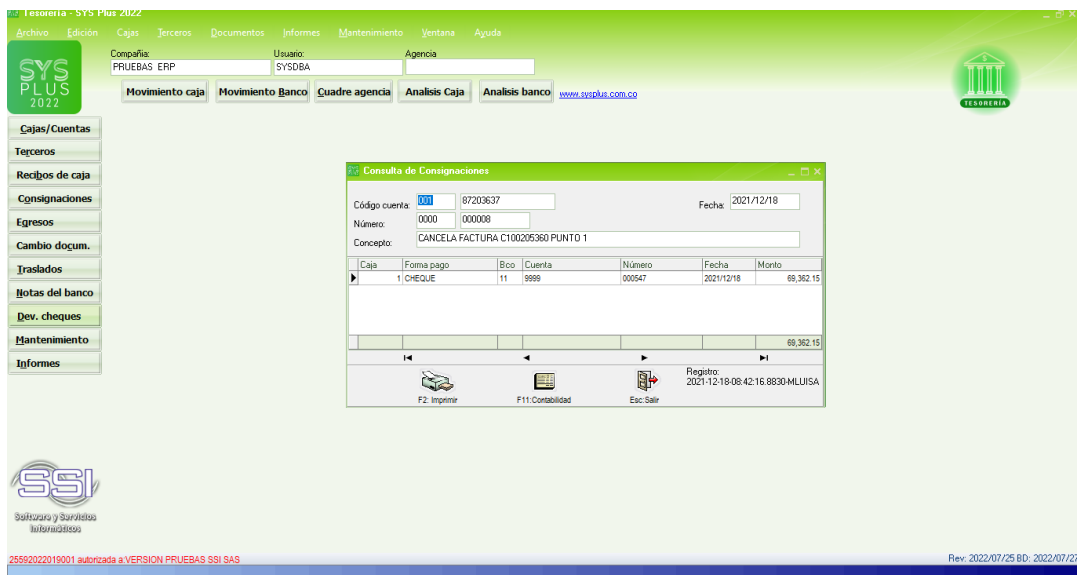 Tesorería - SYS Plus 2022
Archivo Edición Cajas Terceros Documentos Informes Mantenimiento Ventana Ayuda
Compañia: Usuario: Agencia
PRUEBAS ERP SYSDBA
SYS
PLUS
2022
TESORERÍA
Movimiento caja Movimiento Banco Cuadre agencia Analisis Caja Analisis banco www.sysplus.com.co
Cajas/Cuentas
Terceros
Recibos de caja
Consignaciones
Egresos
Cambio docum.
Traslados
Notas del banco
Dev. cheques
Mantenimiento
Informes
Consulta de Consignaciones
Código cuenta: 001 87203637 Fecha: 2021/12/18
Número: 0000 000008
Concepto: CANCELA FACTURA C100205360 PUNTO 1
Caja Forma pago Bco Cuenta Número Fecha Monto
1 CHEQUE 11 9999 000547 2021/12/18 69,362.15
69,362.15
F2: Imprimir F11:Contabilidad Esc:Salir
Registro:
2021-12-18-08:42:16.8830-MLUISA
SSI
Software y Servicios
Informáticos
25592022019001 autorizada a:VERSION PRUEBAS SSI SAS
Rev: 2022/07/25 BD: 2022/07/27